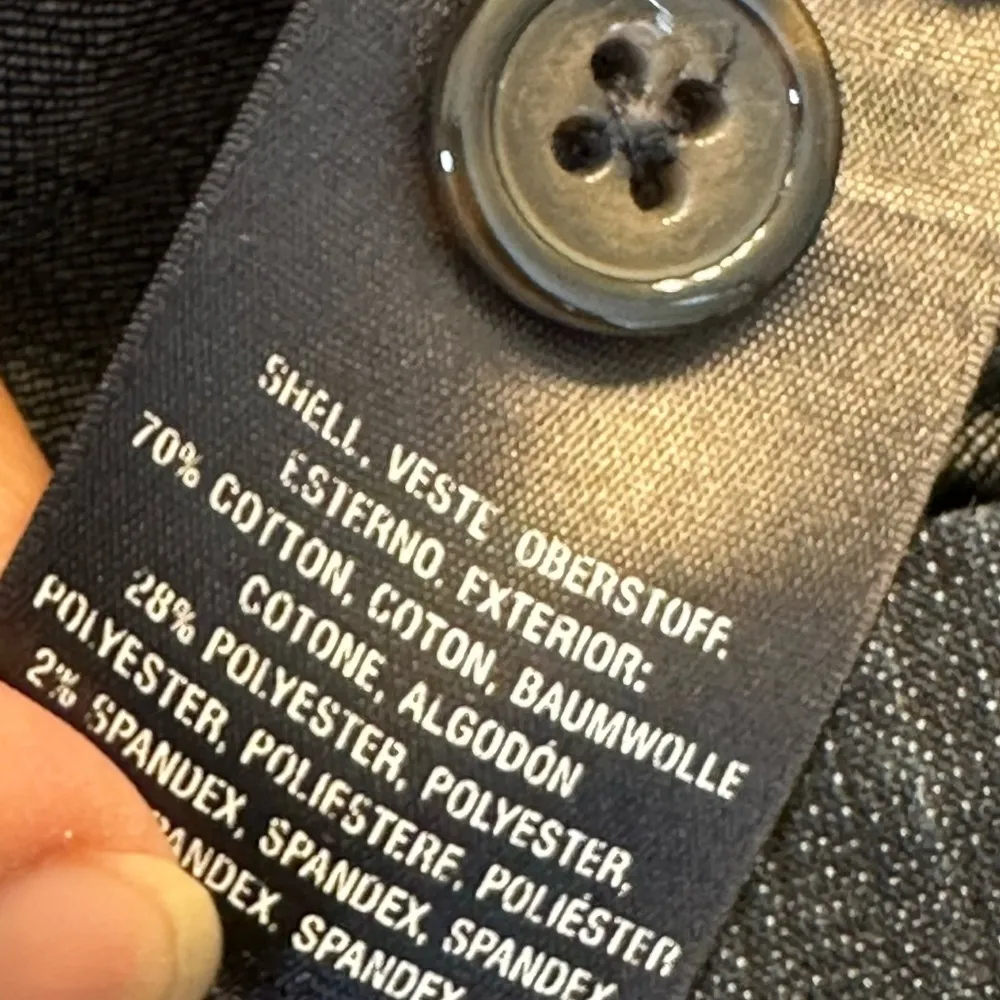 SHELL, VESTE OBERSTOFF.
ESTERNO, EXTERIOR:
70% COTTON, COTON, BAUMWOLLE
COTONE, ALGODÓN
28% POLYESTER, POLYESTER,
POLYESTER, POLIESTERE, POLIÉSTER
2% SPANDEX, SPANDEX, SPANDEX
SPANDEX, SPANDEX